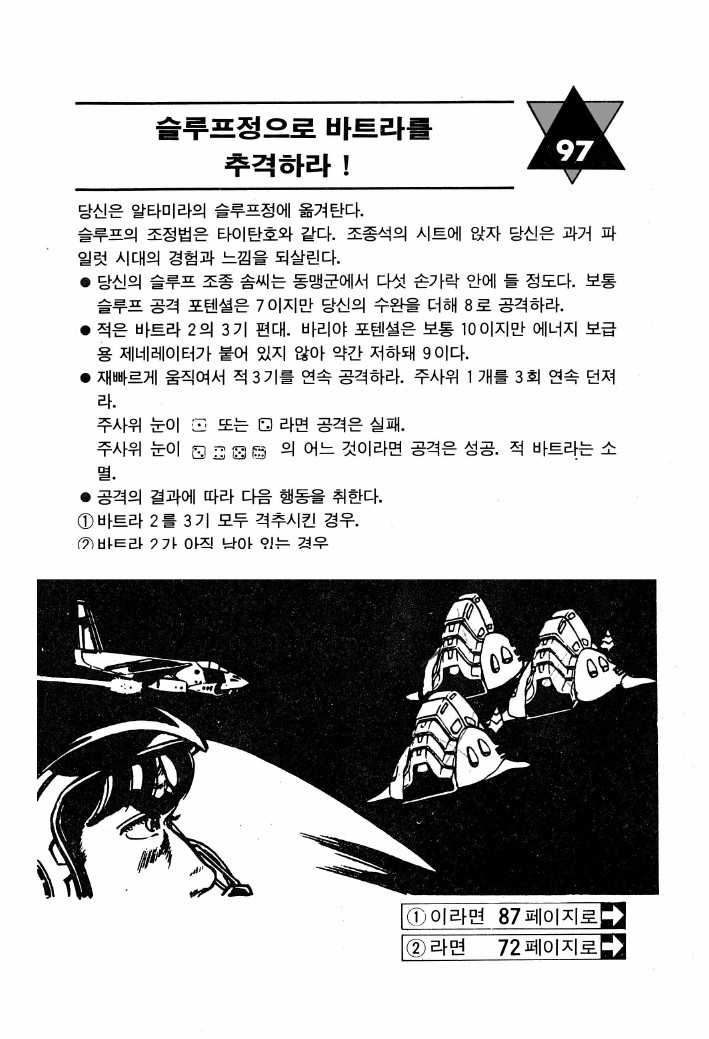 슬루프정으로 바트라를
추격하라 !
97
당신은 알타미라의 슬루프정에 옮겨탄다.
슬루프의 조정법은 타이탄호와 같다. 조종석의 시트에 앉자 당신은 과거 파
일럿 시대의 경험과 느낌을 되살린다.
● 당신의 슬루프 조종 솜씨는 동맹군에서 다섯 손가락 안에 들 정도다. 보통
슬루프 공격 포텐셜은 7이지만 당신의 수완을 더해 8로 공격하라.
● 적은 바트라 2의 3기 편대. 바리야 포텐셜은 보통 10이지만 에너지 보급
용 제네레이터가 붙어 있지 않아 약간 저하돼 9이다.
● 재빠르게 움직여서 적 3기를 연속 공격하라. 주사위 1개를 3회 연속 던져
라.
주사위 눈이 ⚀ 또는 ⚁ 라면 공격은 실패.
주사위 눈이 ⚂ ⚃ ⚄ ⚅ 의 어느 것이라면 공격은 성공. 적 바트라는 소
멸.
● 공격의 결과에 따라 다음 행동을 취한다.
① 바트라 2를 3기 모두 격추시킨 경우.
② 바트라 2가 아직 남아 있는 경우
① 이라면 87 페이지로
② 라면 72 페이지로